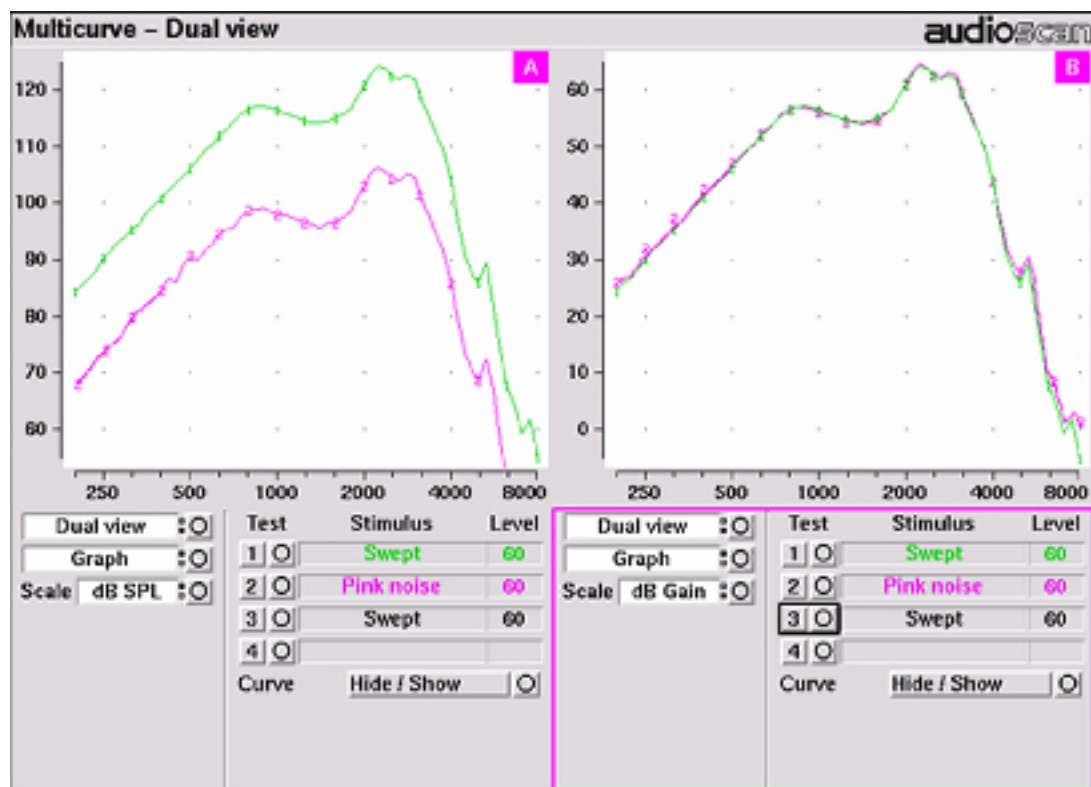 Multicurve – Dual view
audioscan
A
B
120
110
100
90
80
70
60
250 500 1000 2000 4000 8000
60
50
40
30
20
10
0
250 500 1000 2000 4000 8000
Dual view
Graph
Scale dB SPL
Test Stimulus Level
1 Swept 60
2 Pink noise 60
3 Swept 60
4
Curve Hide / Show
Dual view
Graph
Scale dB Gain
Test Stimulus Level
1 Swept 60
2 Pink noise 60
3 Swept 60
4
Curve Hide / Show